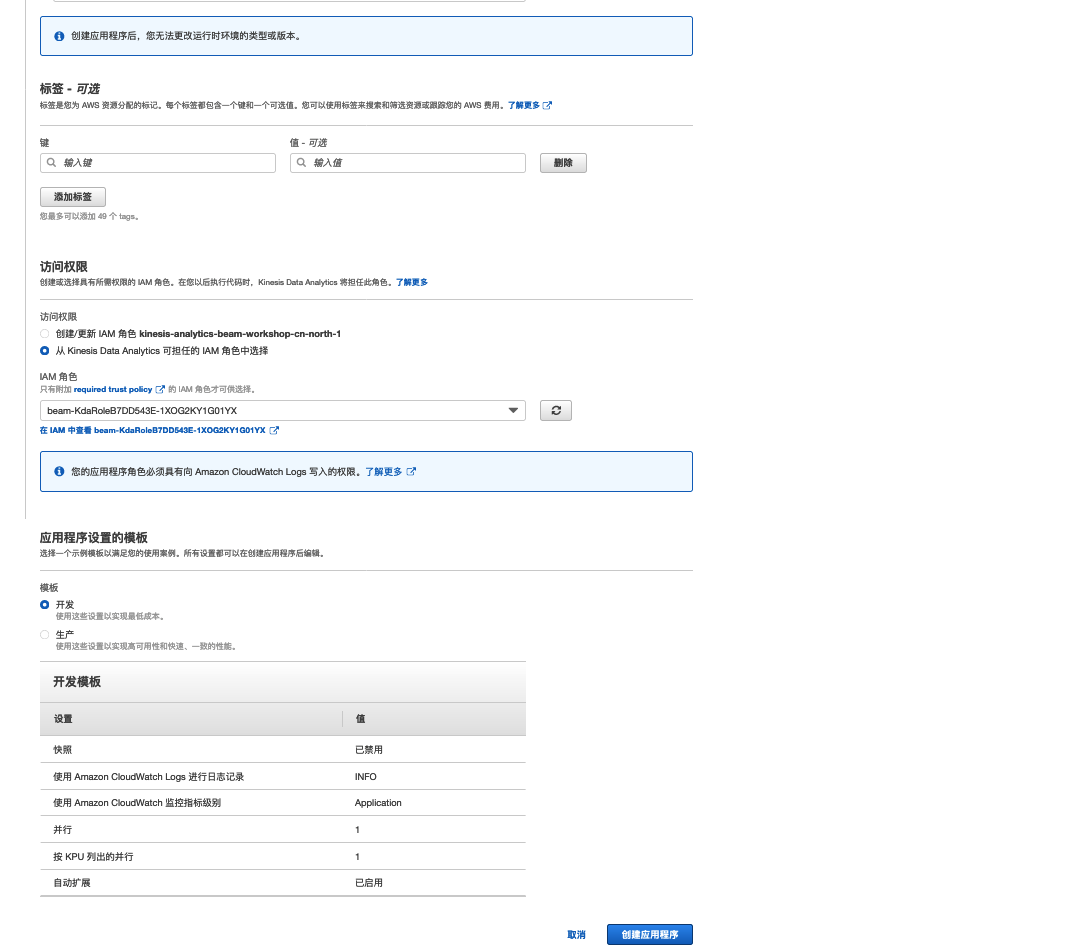 创建应用程序后，您无法更改运行时环境的类型或版本。
标签 - 可选
标签是您为 AWS 资源分配的标记。每个标签都包含一个键和一个可选值。您可以使用标签来搜索和筛选资源或跟踪您的 AWS 费用。了解更多
键
值 - 可选
输入键
输入值
删除
添加标签
您最多可以添加 49 个 tags。
访问权限
创建或选择具有所需权限的 IAM 角色。在您以后执行代码时，Kinesis Data Analytics 将担任此角色。了解更多
访问权限
创建/更新 IAM 角色 kinesis-analytics-beam-workshop-cn-north-1
从 Kinesis Data Analytics 可担任的 IAM 角色中选择
IAM 角色
只有附加 required trust policy 的 IAM 角色才可供选择。
beam-KdaRoleB7DD543E-1XOG2KY1G01YX
在 IAM 中查看 beam-KdaRoleB7DD543E-1XOG2KY1G01YX
您的应用程序角色必须具有向 Amazon CloudWatch Logs 写入的权限。了解更多
应用程序设置的模板
选择一个示例模板以满足您的使用案例。所有设置都可以在创建应用程序后编辑。
模板
开发
使用这些设置以实现最低成本。
生产
使用这些设置以实现高可用性和快速、一致的性能。
开发模板
设置 值
快照 已禁用
使用 Amazon CloudWatch Logs 进行日志记录 INFO
使用 Amazon CloudWatch 监控指标级别 Application
并行 1
按 KPU 列出的并行 1
自动扩展 已启用
取消 创建应用程序